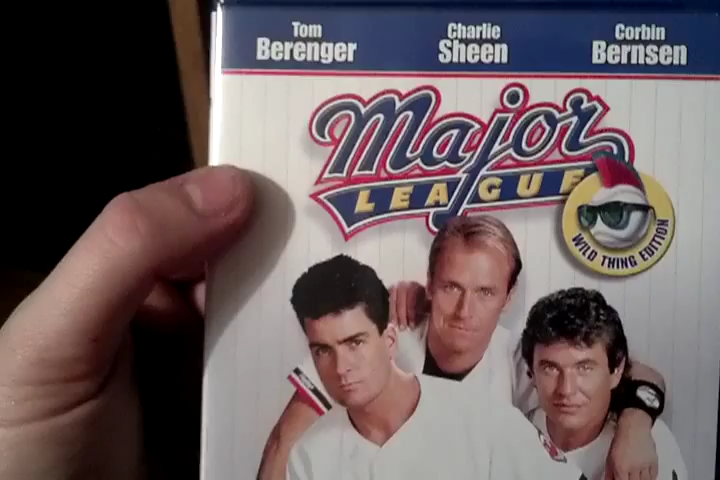 Tom Berenger
Charlie Sheen
Corbin Bernsen
Major
LEAGUE
WILD THING EDITION